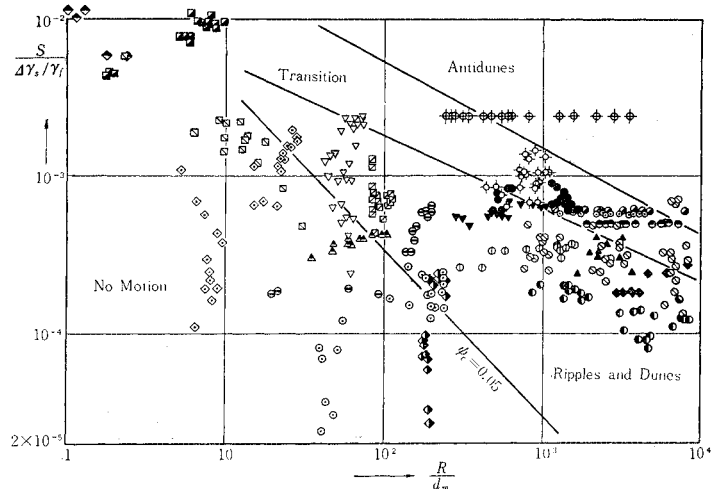 10⁻²
S
Δγₛ/γf
Transition
Antidunes
10⁻³
No Motion
10⁻⁴
ψc=0.05
Ripples and Dunes
2×10⁻⁵
.1
10
10²
10³
10⁴
R
dₘ